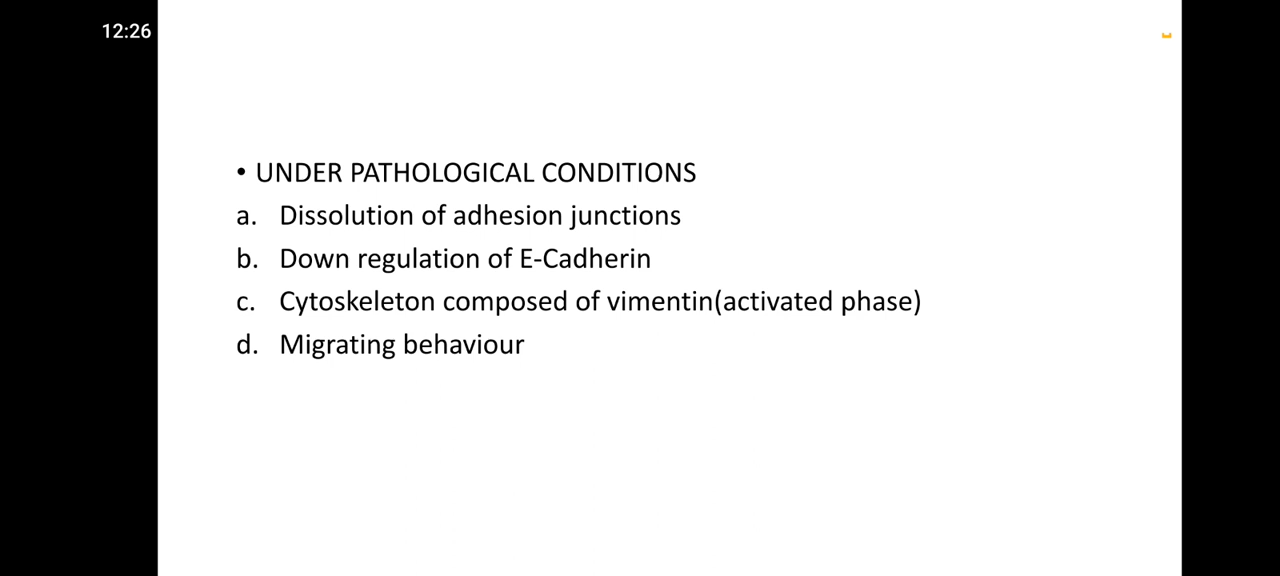 12:26
• UNDER PATHOLOGICAL CONDITIONS
a. Dissolution of adhesion junctions
b. Down regulation of E-Cadherin
c. Cytoskeleton composed of vimentin(activated phase)
d. Migrating behaviour